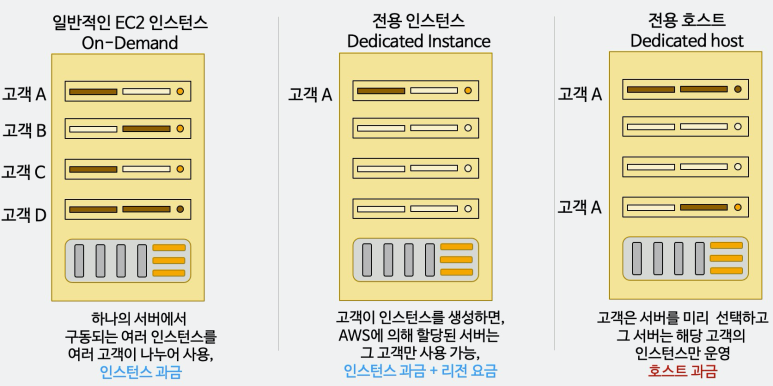 일반적인 EC2 인스턴스
On-Demand
고객 A
고객 B
고객 C
고객 D
하나의 서버에서
구동되는 여러 인스턴스를
여러 고객이 나누어 사용,
인스턴스 과금
전용 인스턴스
Dedicated Instance
고객 A
고객이 인스턴스를 생성하면,
AWS에 의해 할당된 서버는
그 고객만 사용 가능,
인스턴스 과금 + 리전 요금
전용 호스트
Dedicated host
고객 A
고객 A
고객은 서버를 미리 선택하고
그 서버는 해당 고객의
인스턴스만 운영
호스트 과금